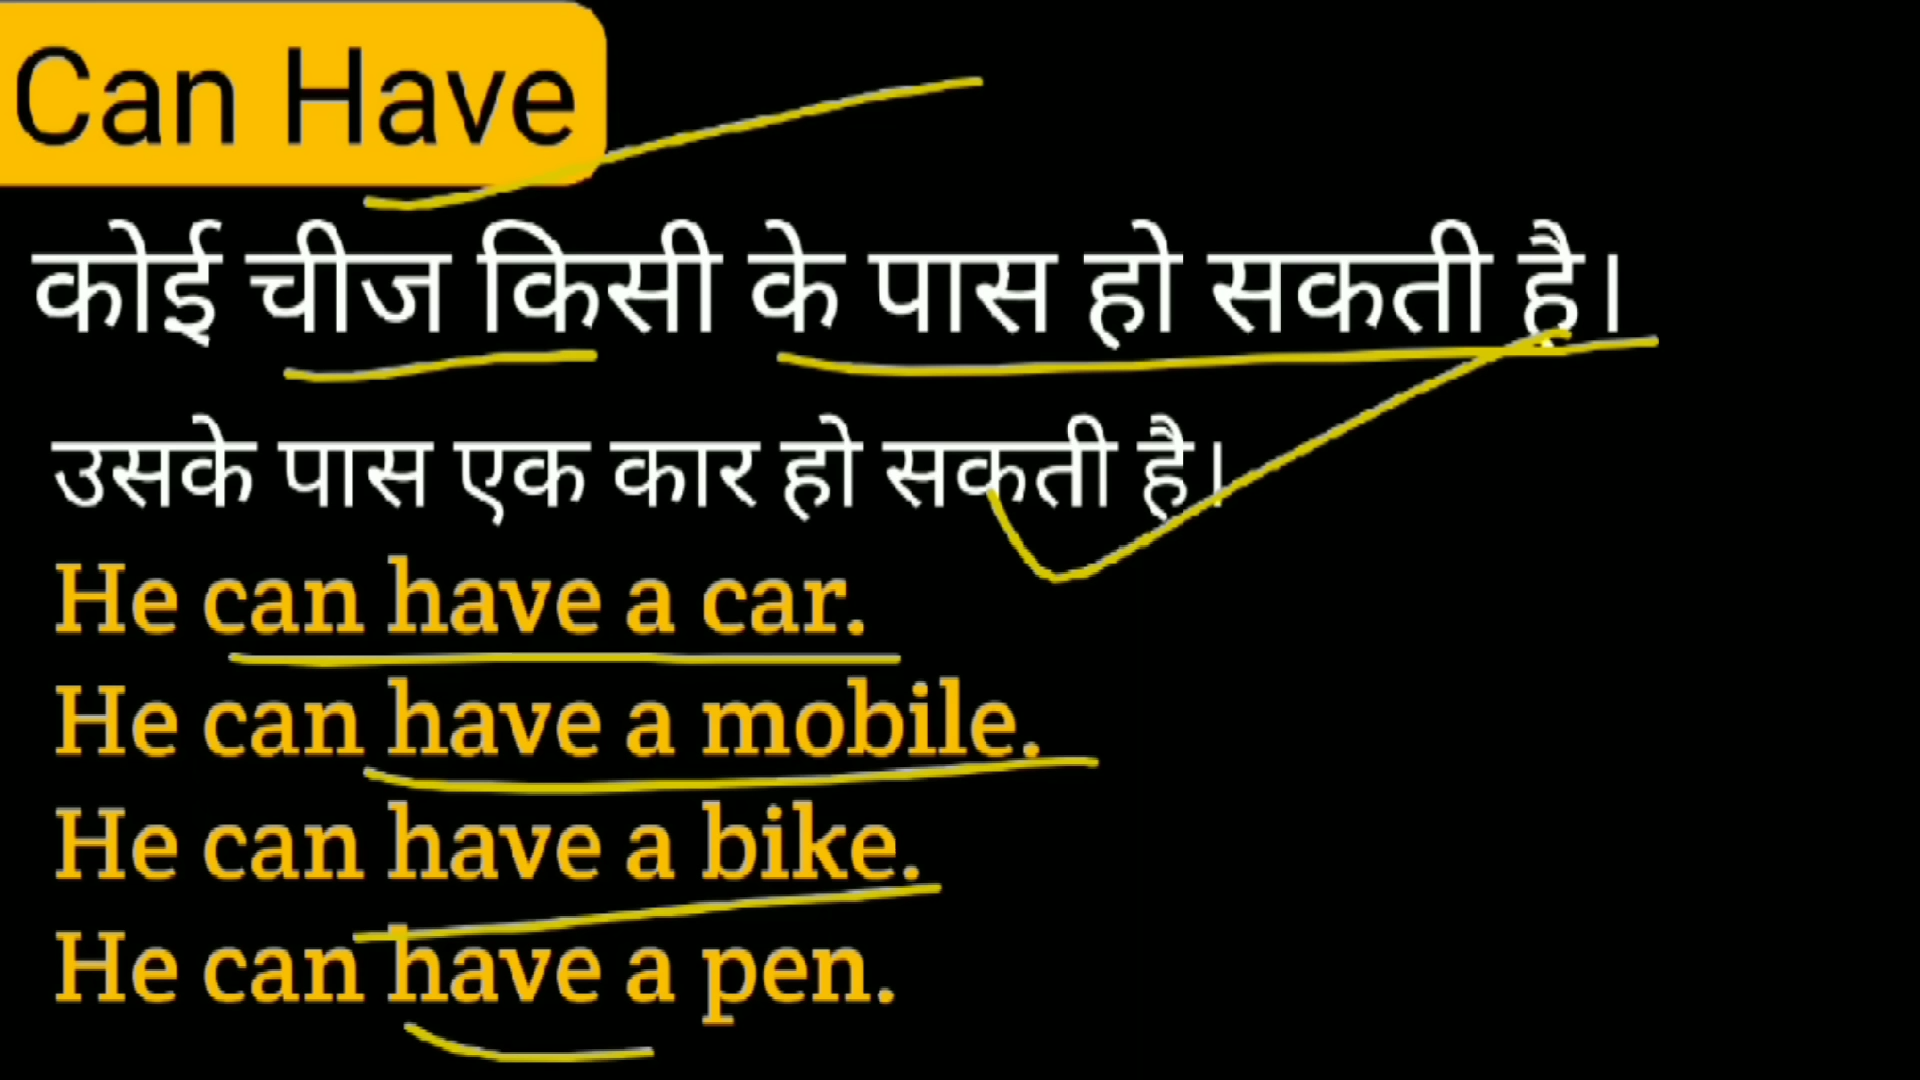 Can Have
कोई चीज किसी के पास हो सकती है।
उसके पास एक कार हो सकती है।
He can have a car.
He can have a mobile.
He can have a bike.
He can have a pen.